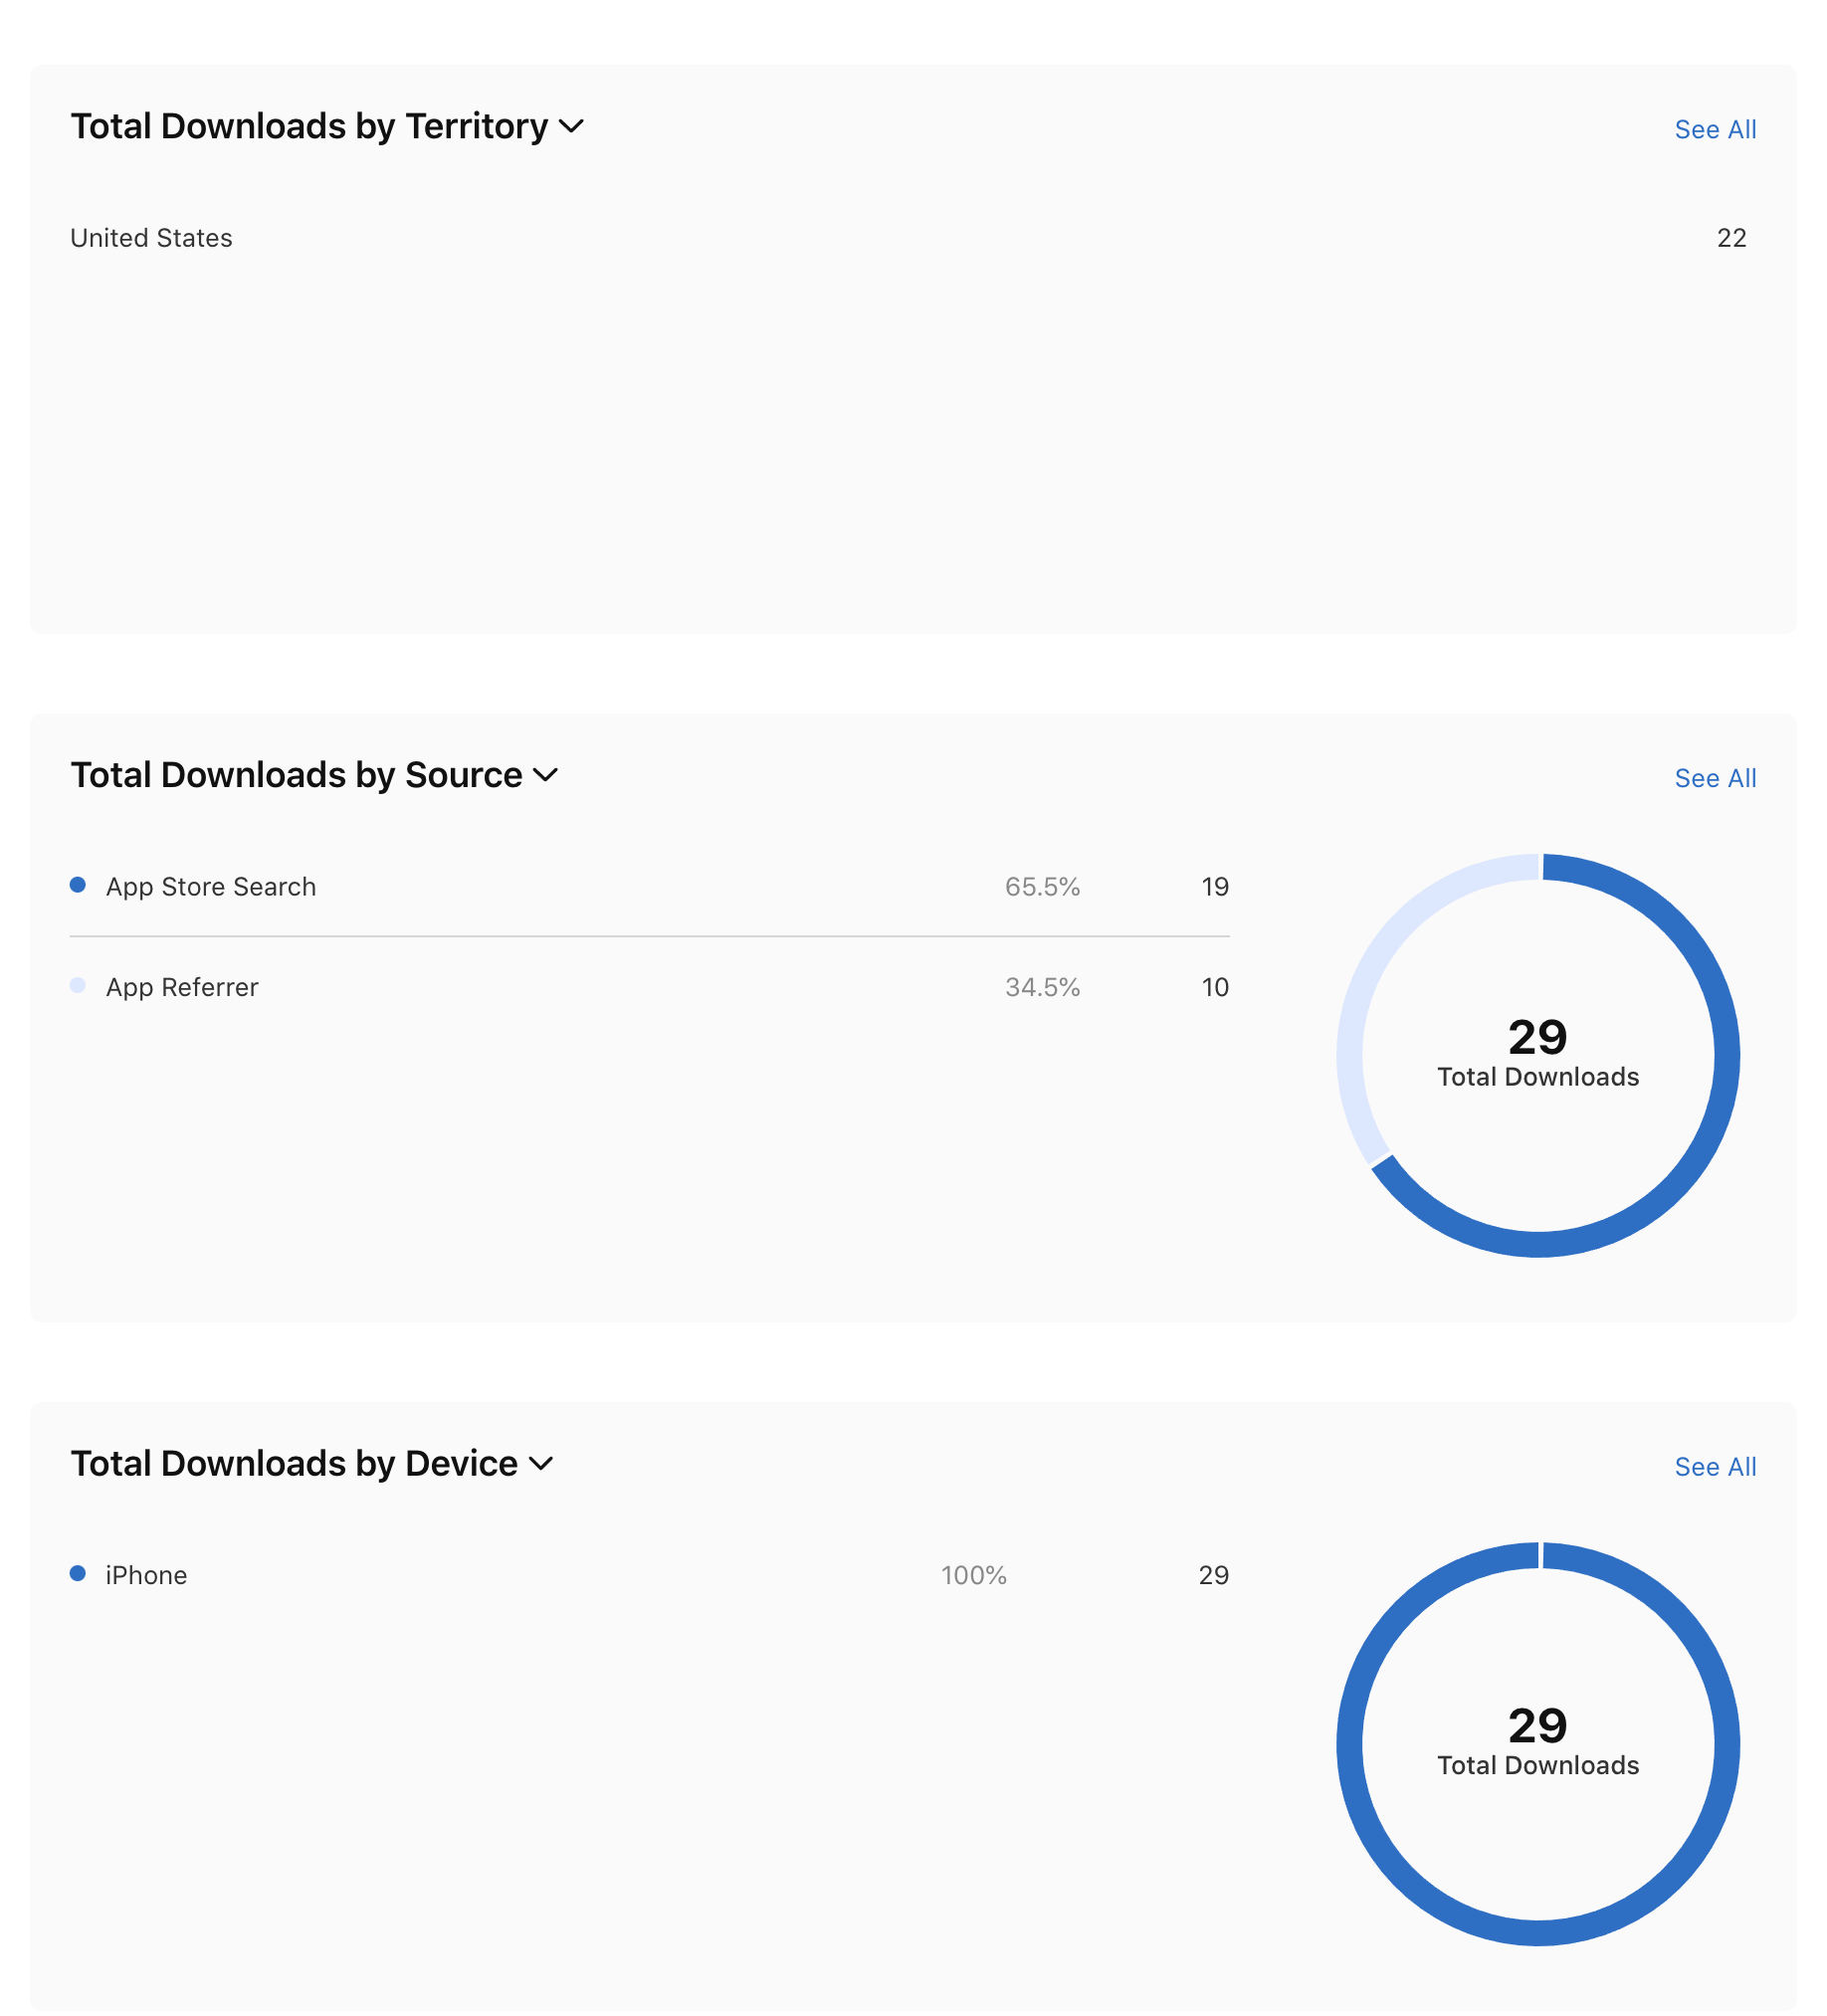 Total Downloads by Territory
See All
United States 22
Total Downloads by Source
See All
App Store Search 65.5% 19
App Referrer 34.5% 10
29
Total Downloads
Total Downloads by Device
See All
iPhone 100% 29
29
Total Downloads